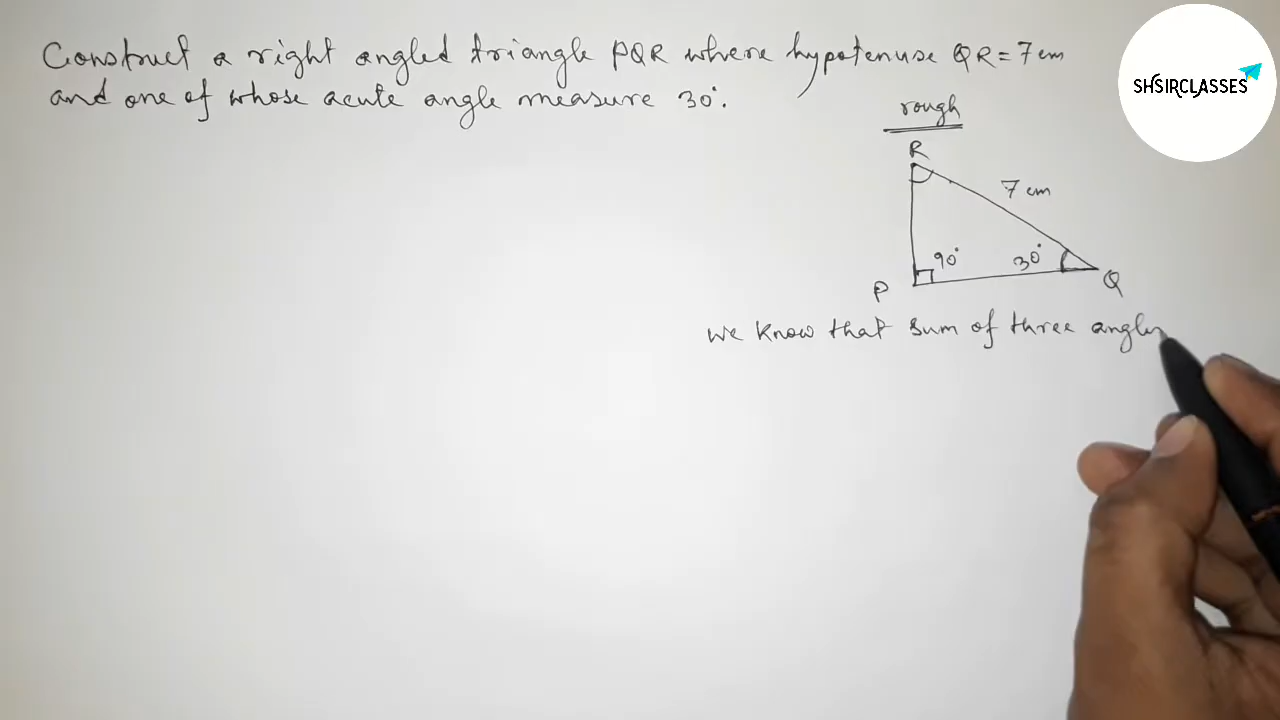 Construct a right angled triangle PQR where hypotenuse QR = 7 cm
and one of whose acute angle measure 30°.
SHSIRCLASSES
rough
R
7 cm
90°
30°
P
Q
We know that sum of three angles